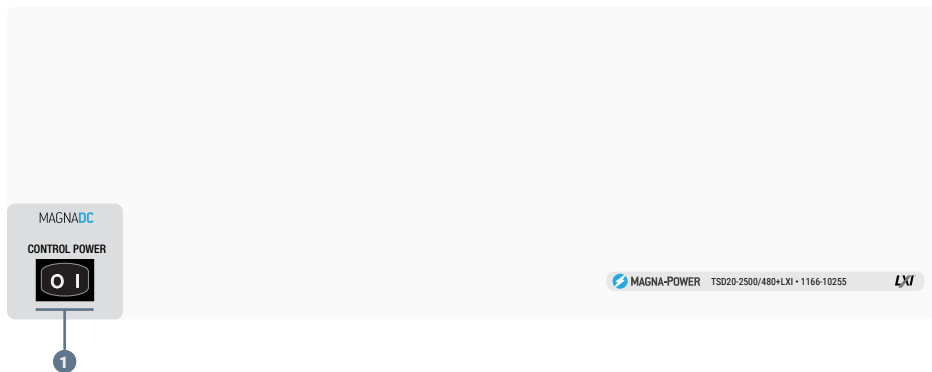 MAGNADC
CONTROL POWER
O I
MAGNA-POWER TSD20-2500/480+LXI • 1166-10255 LXI
1